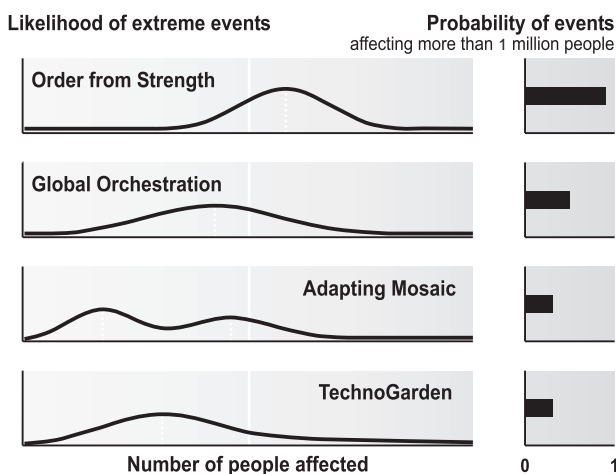 Likelihood of extreme events
Probability of events
affecting more than 1 million people
Order from Strength
Global Orchestration
Adapting Mosaic
TechnoGarden
Number of people affected
0 1